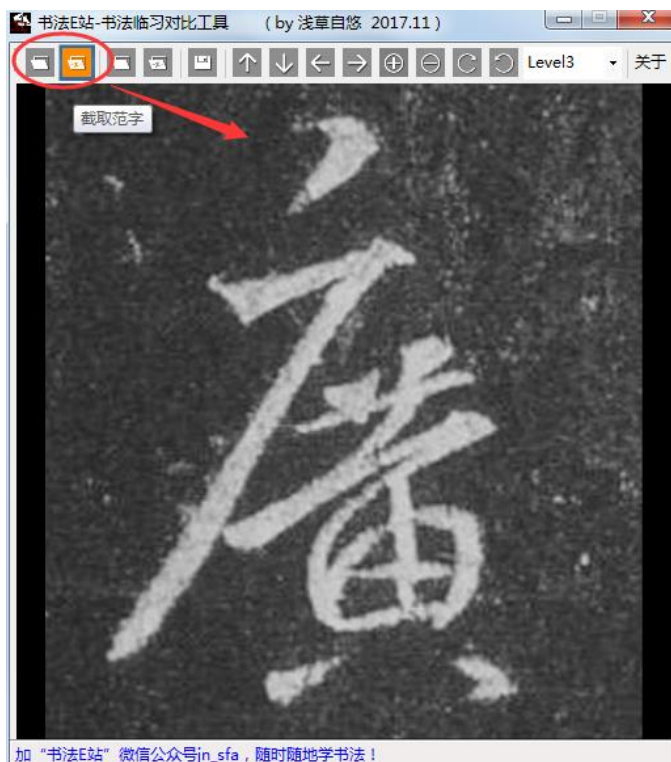 书法E站-书法临习对比工具 (by 浅草自悠 2017.11)
Level3 关于
截取范字
廣
加“书法E站”微信公众号jn_sfa，随时随地学书法！